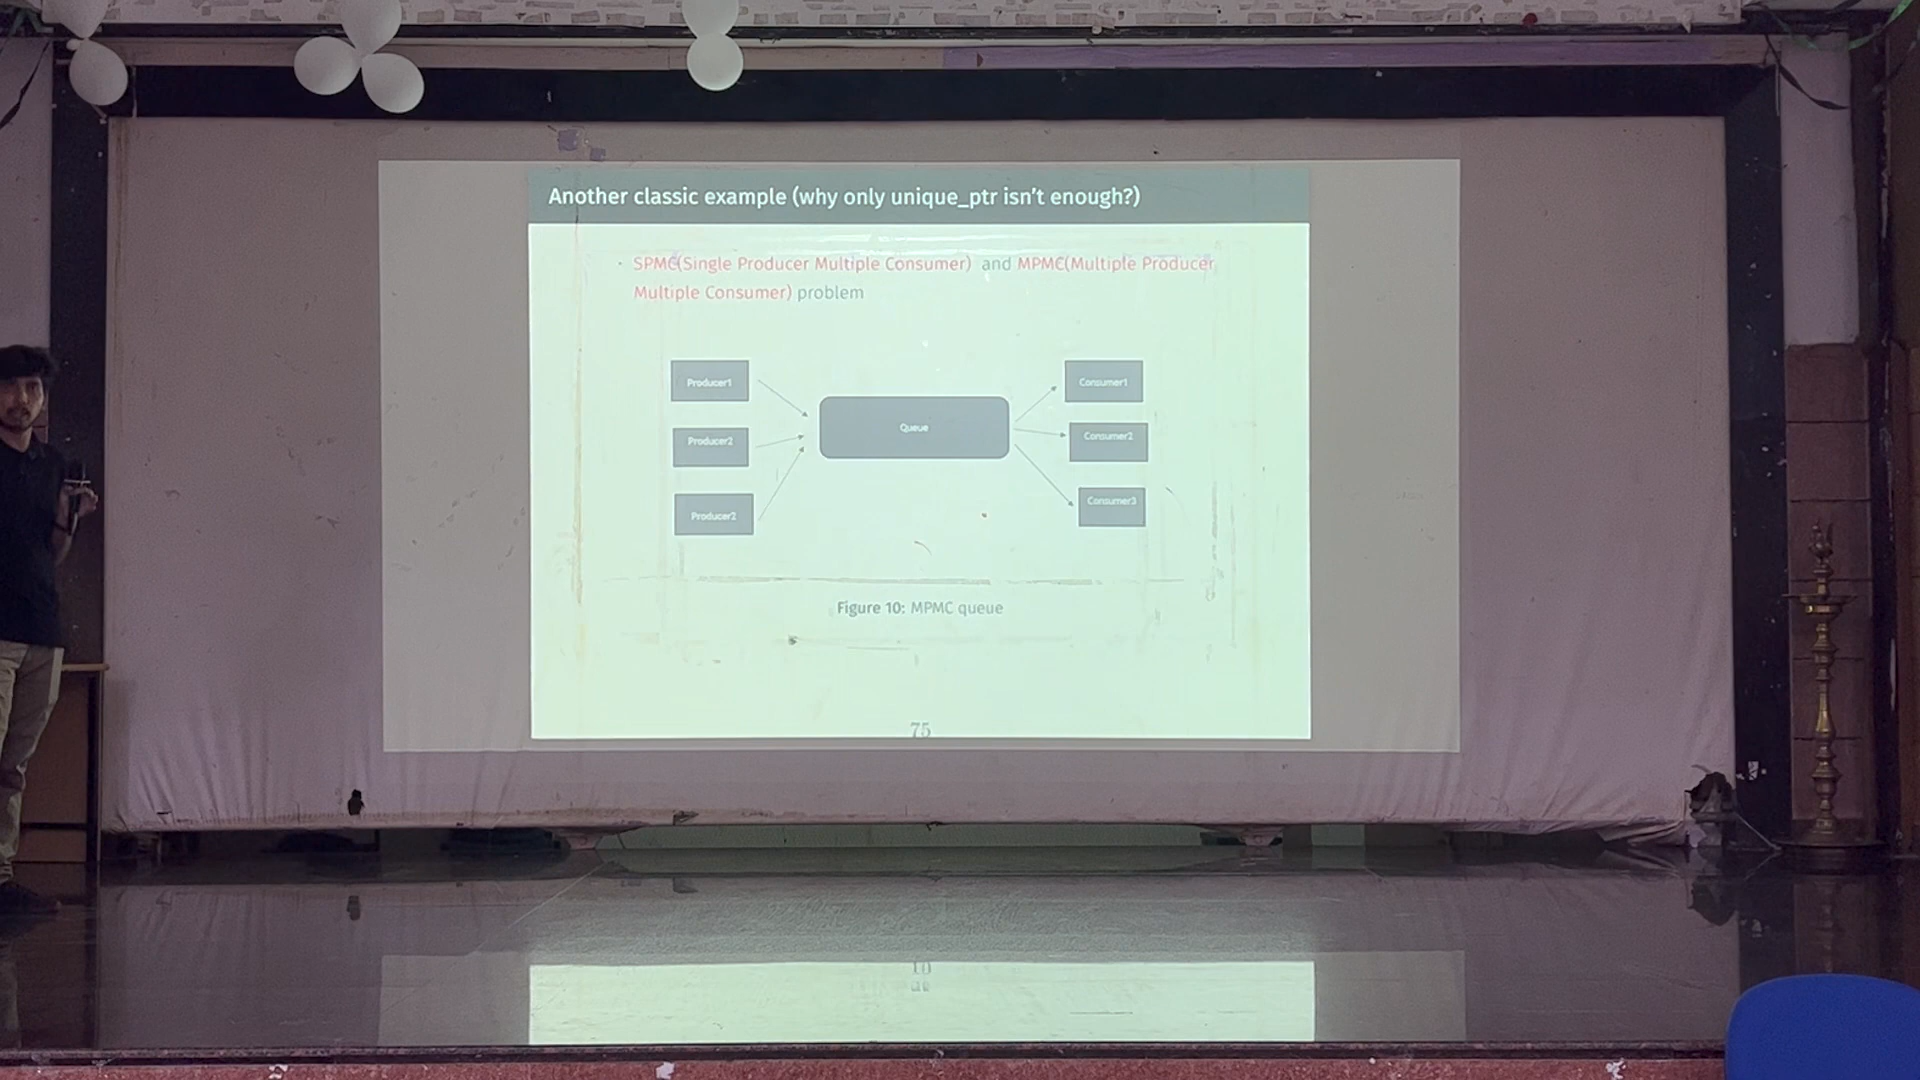 Another classic example (why only unique_ptr isn't enough?)
· SPMC(Single Producer Multiple Consumer) and MPMC(Multiple Producer
Multiple Consumer) problem
Producer1
Consumer1
Queue
Producer2
Consumer2
Producer2
Consumer3
Figure 10: MPMC queue
75